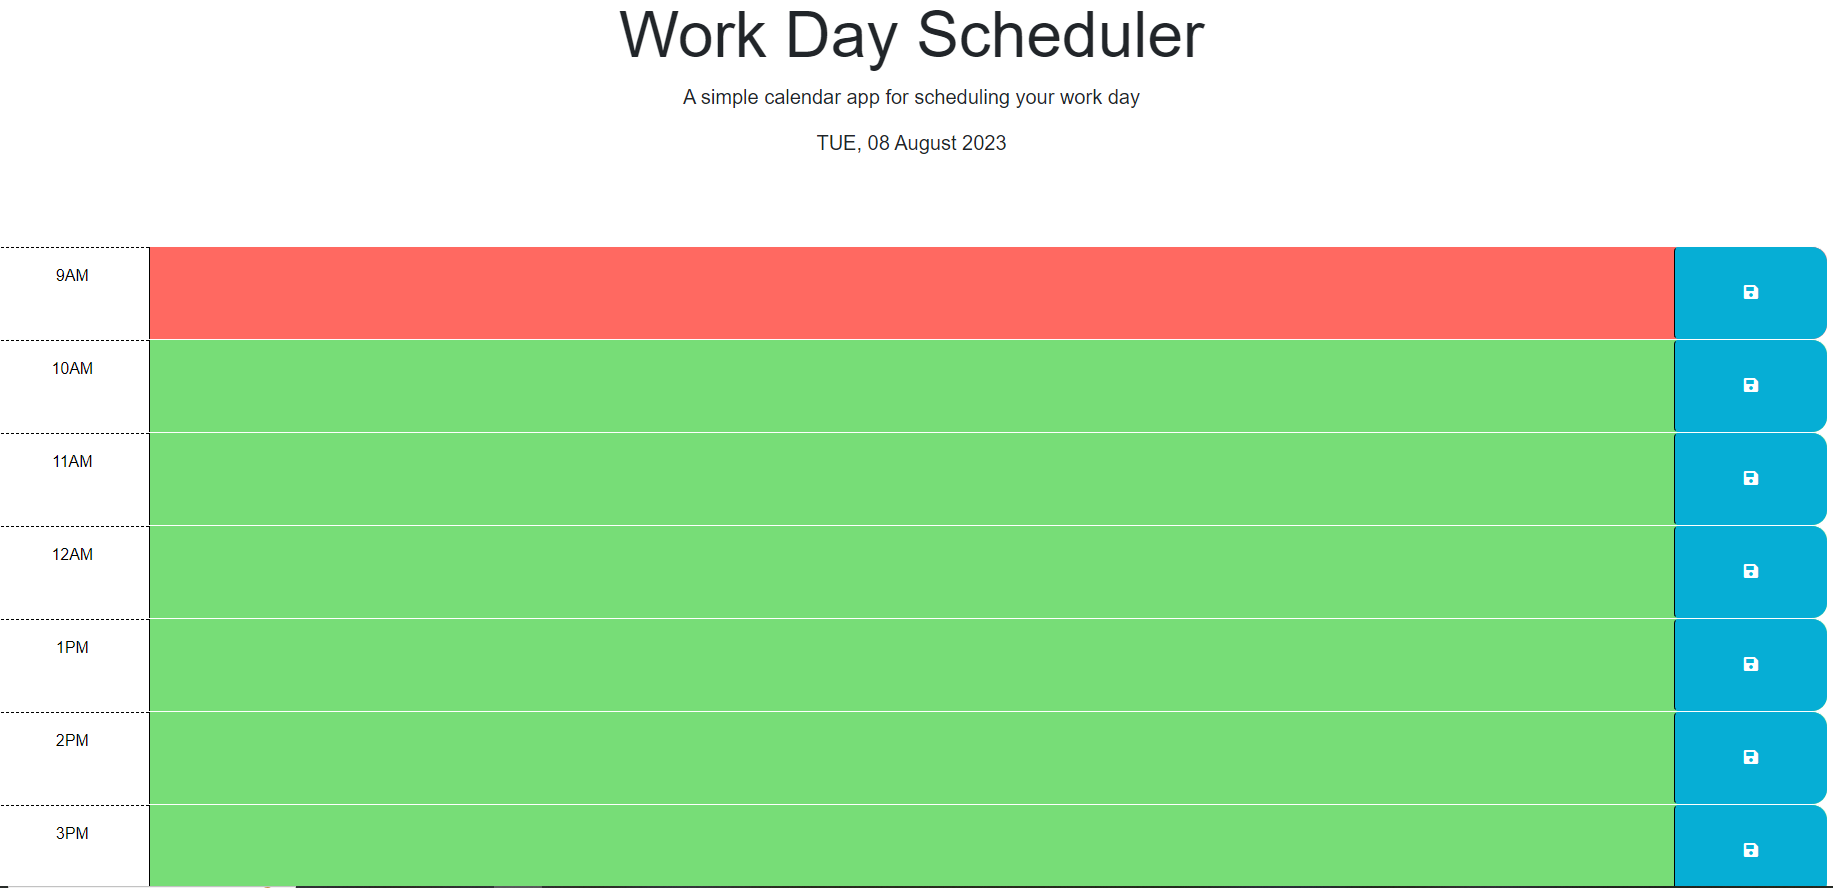 Work Day Scheduler
A simple calendar app for scheduling your work day
TUE, 08 August 2023
9AM
10AM
11AM
12AM
1PM
2PM
3PM